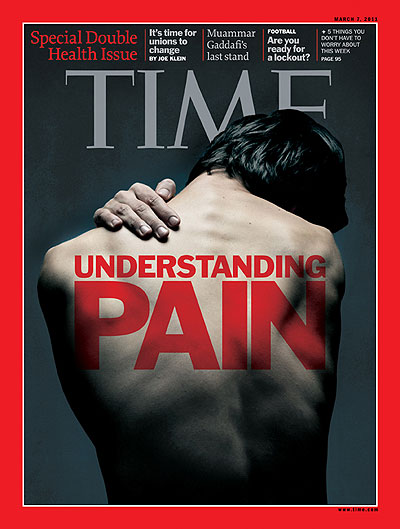 MARCH 7, 2011
Special Double
Health Issue
It's time for
unions to
change
BY JOE KLEIN
Muammar
Gaddafi's
last stand
FOOTBALL
Are you
ready for
a lockout?
+ 5 THINGS YOU
DON'T HAVE TO
WORRY ABOUT
THIS WEEK
PAGE 95
TIME
UNDERSTANDING
PAIN
www.time.com